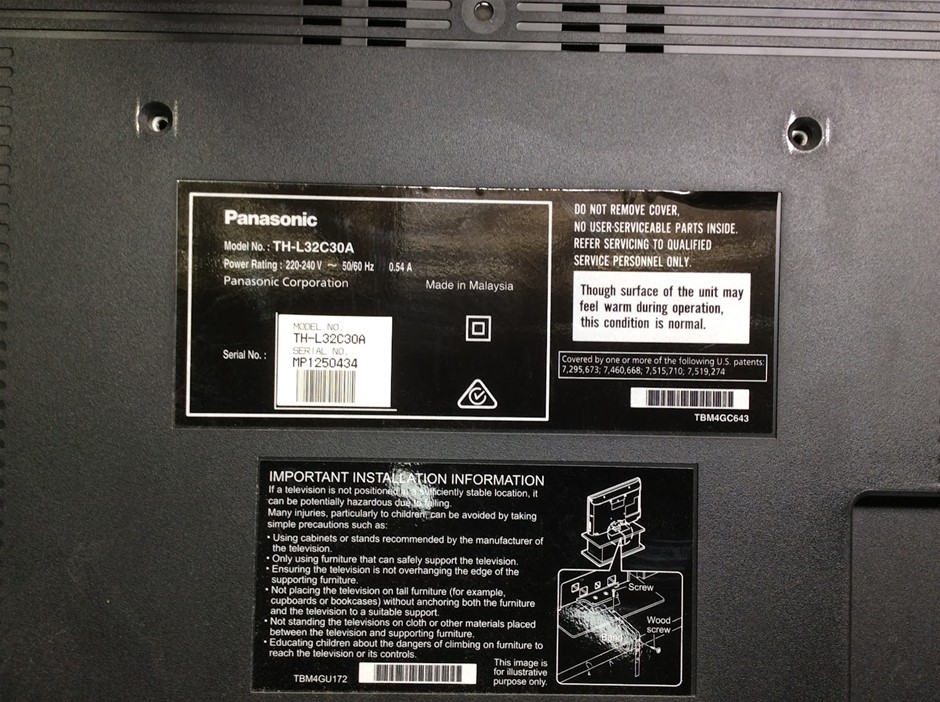 Panasonic
Model No. : TH-L32C30A
Power Rating : 220-240 V ~ 50/60 Hz 0.54 A
Panasonic Corporation
Made in Malaysia
Serial No. :
MODEL NO.
TH-L32C30A
SERIAL NO.
MP1250434
DO NOT REMOVE COVER,
NO USER-SERVICEABLE PARTS INSIDE.
REFER SERVICING TO QUALIFIED
SERVICE PERSONNEL ONLY.
Though surface of the unit may
feel warm during operation,
this condition is normal.
Covered by one or more of the following U.S. patents:
7,295,673; 7,460,668; 7,515,710; 7,519,274
TBM4GC643
IMPORTANT INSTALLATION INFORMATION
If a television is not positioned in a sufficiently stable location, it
can be potentially hazardous due to falling.
Many injuries, particularly to children, can be avoided by taking
simple precautions such as:
• Using cabinets or stands recommended by the manufacturer of
the television.
• Only using furniture that can safely support the television.
• Ensuring the television is not overhanging the edge of the
supporting furniture.
• Not placing the television on tall furniture (for example,
cupboards or bookcases) without anchoring both the furniture
and the television to a suitable support.
• Not standing the televisions on cloth or other materials placed
between the television and supporting furniture.
• Educating children about the dangers of climbing on furniture to
reach the television or its controls.
TBM4GU172
Screw
Wood
screw
Band
This image is
for illustrative
purpose only.